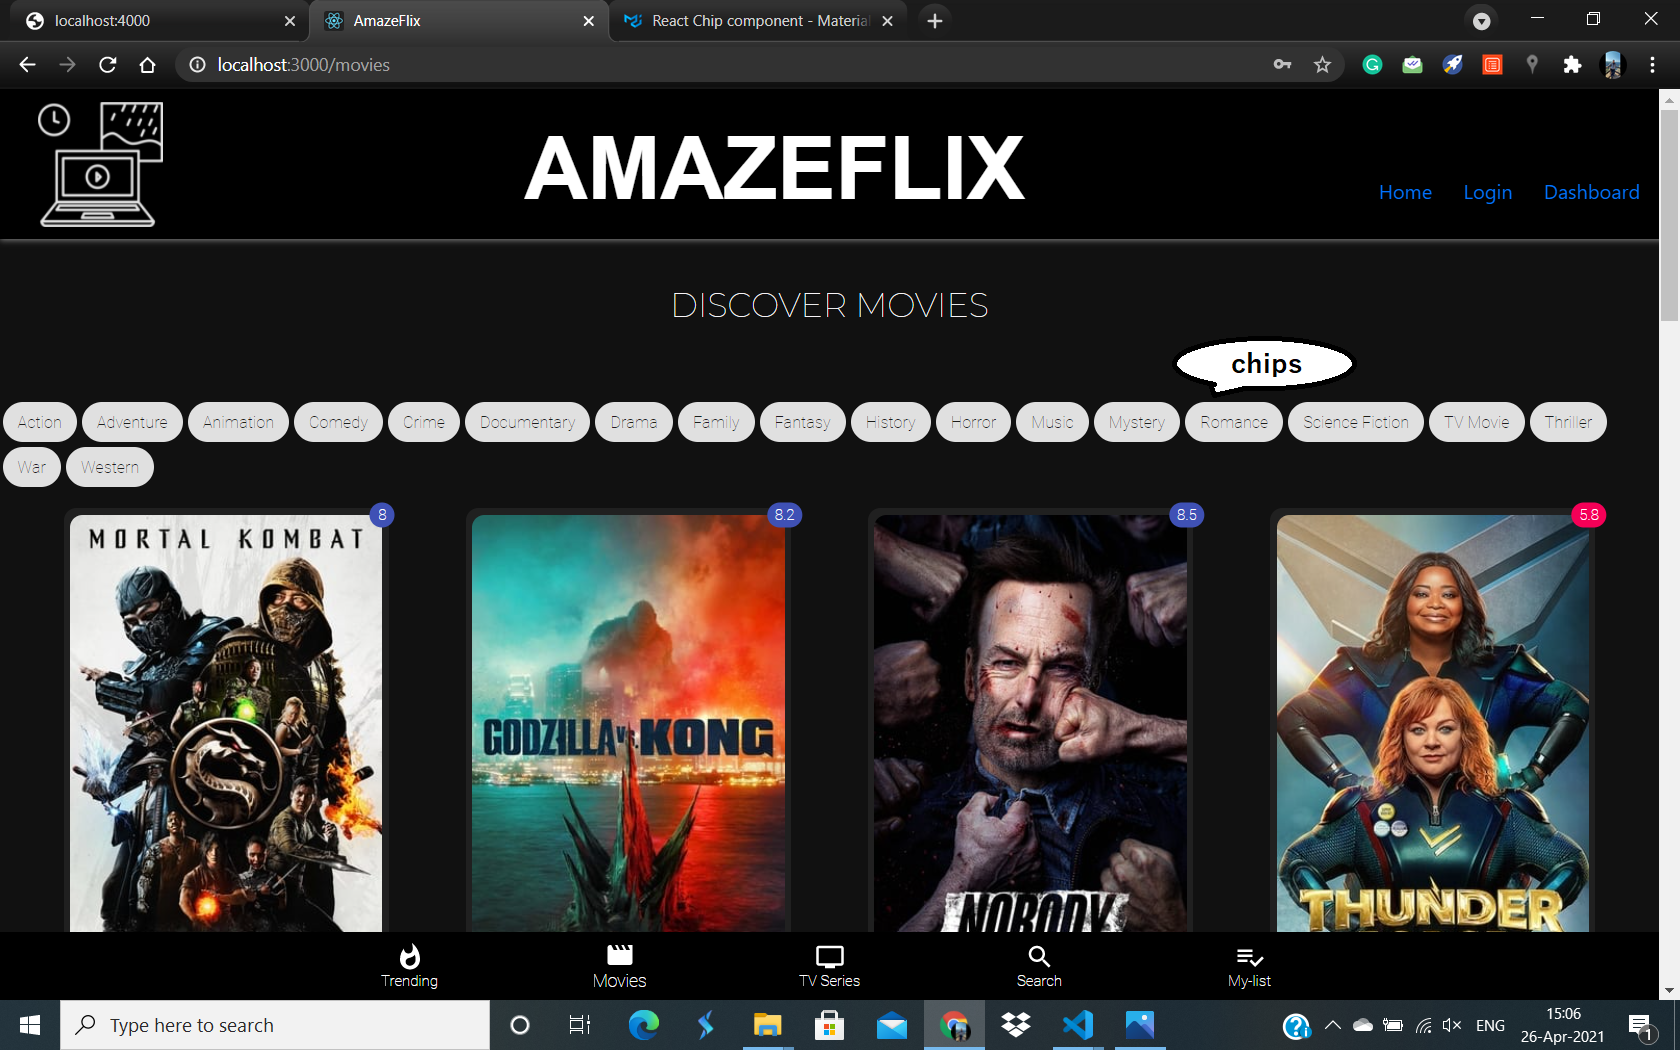 localhost:4000
AmazeFlix
React Chip component - Material
localhost:3000/movies
AMAZEFLIX
Home Login Dashboard
DISCOVER MOVIES
chips
Action Adventure Animation Comedy Crime Documentary Drama Family Fantasy History Horror Music Mystery Romance Science Fiction TV Movie Thriller
War Western
8 8.2 8.5 5.8
MORTAL KOMBAT
GODZILLA VS. KONG
NOBODY
THUNDER
Trending Movies TV Series Search My-list
Type here to search
ENG
15:06
26-Apr-2021
1